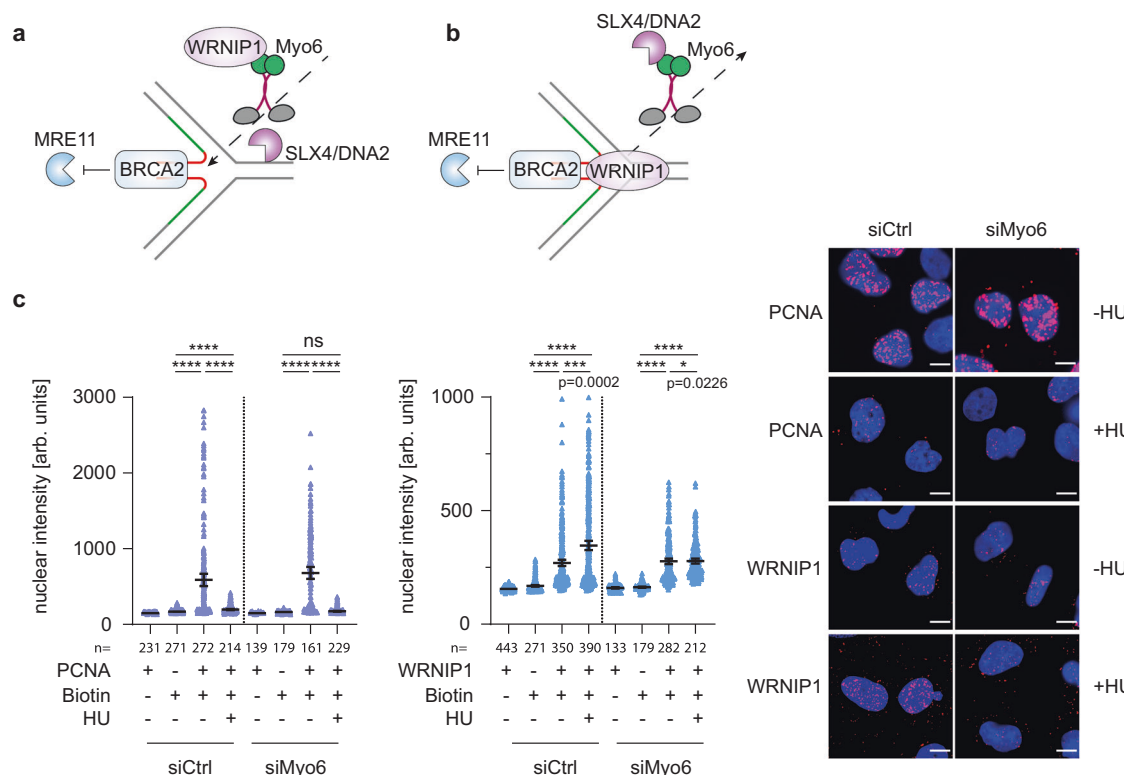 a
WRNIP1
Myo6
MRE11
BRCA2
SLX4/DNA2
b
SLX4/DNA2
Myo6
MRE11
BRCA2
WRNIP1
c
**** ns
**** **** **** ****
nuclear intensity [arb. units]
3000
2000
1000
0
n= 231 271 272 214 139 179 161 229
PCNA + - + + + - + +
Biotin - + + + - + + +
HU - - - + - - - +
siCtrl siMyo6
**** ****
**** *** **** *
p=0.0002 p=0.0226
nuclear intensity [arb. units]
1000
500
0
n= 443 271 350 390 133 179 282 212
WRNIP1 + - + + + - + +
Biotin - + + + - + + +
HU - - - + - - - +
siCtrl siMyo6
siCtrl siMyo6
PCNA -HU
PCNA +HU
WRNIP1 -HU
WRNIP1 +HU